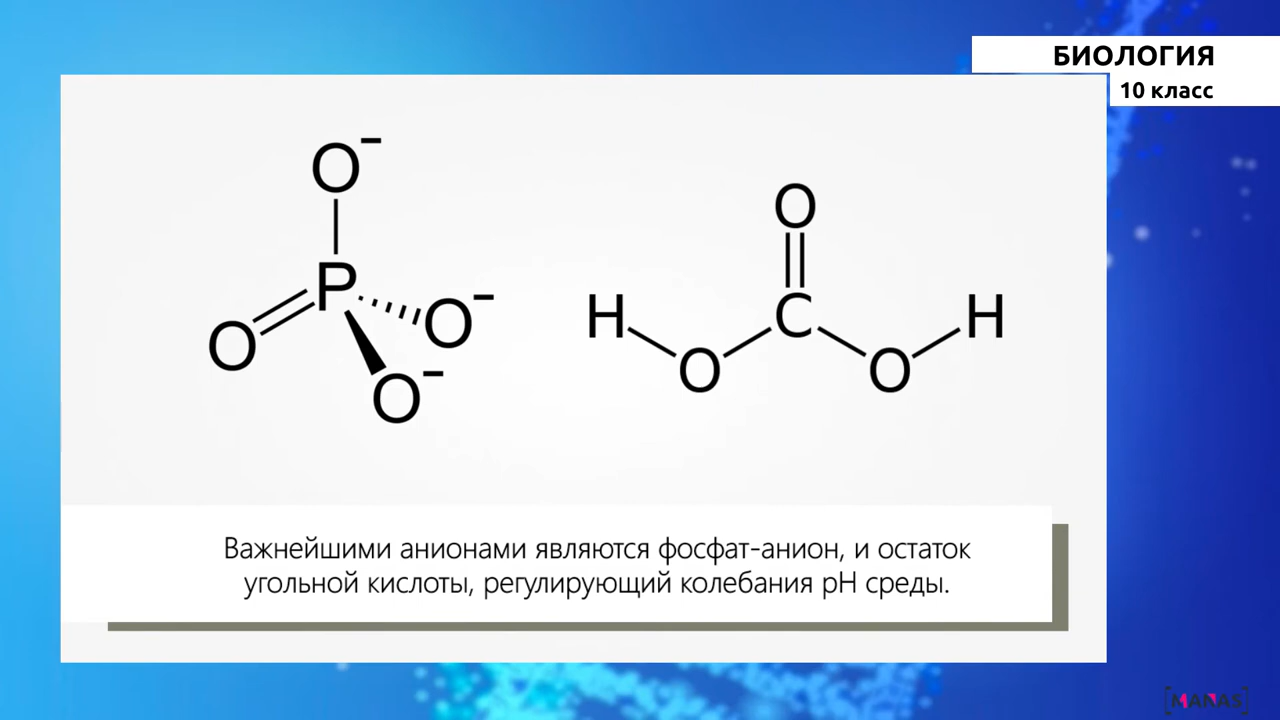 БИОЛОГИЯ
10 класс
O⁻
P
O
O⁻
O⁻
O
H
C
H
O
O
Важнейшими анионами являются фосфат-анион, и остаток
угольной кислоты, регулирующий колебания pH среды.
[MANAS]